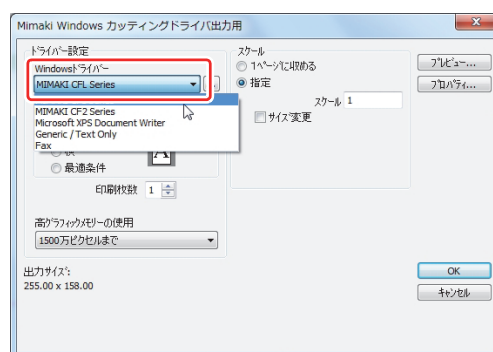 Mimaki Windows カッティングドライバ出力用
ドライバー設定
Windowsドライバー
MIMAKI CFL Series
MIMAKI CF2 Series
Microsoft XPS Document Writer
Generic / Text Only
Fax
最適条件
A
印刷枚数 1
高グラフィックメモリーの使用
1500万ピクセルまで
出力サイズ:
255.00 x 158.00
スケール
1ページに収める
指定
スケール 1
サイズ変更
プレビュー...
プロパティ...
OK
キャンセル